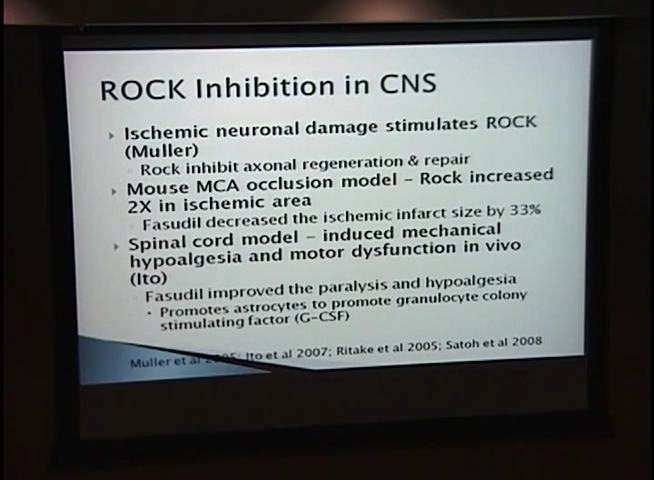 ROCK Inhibition in CNS
Ischemic neuronal damage stimulates ROCK
(Muller)
Rock inhibit axonal regeneration & repair
Mouse MCA occlusion model – Rock increased
2X in ischemic area
Fasudil decreased the ischemic infarct size by 33%
Spinal cord model – induced mechanical
hypoalgesia and motor dysfunction in vivo
(Ito)
Fasudil improved the paralysis and hypoalgesia
Promotes astrocytes to promote granulocyte colony
stimulating factor (G-CSF)
Muller et al Ito et al 2007; Ritake et al 2005; Satoh et al 2008